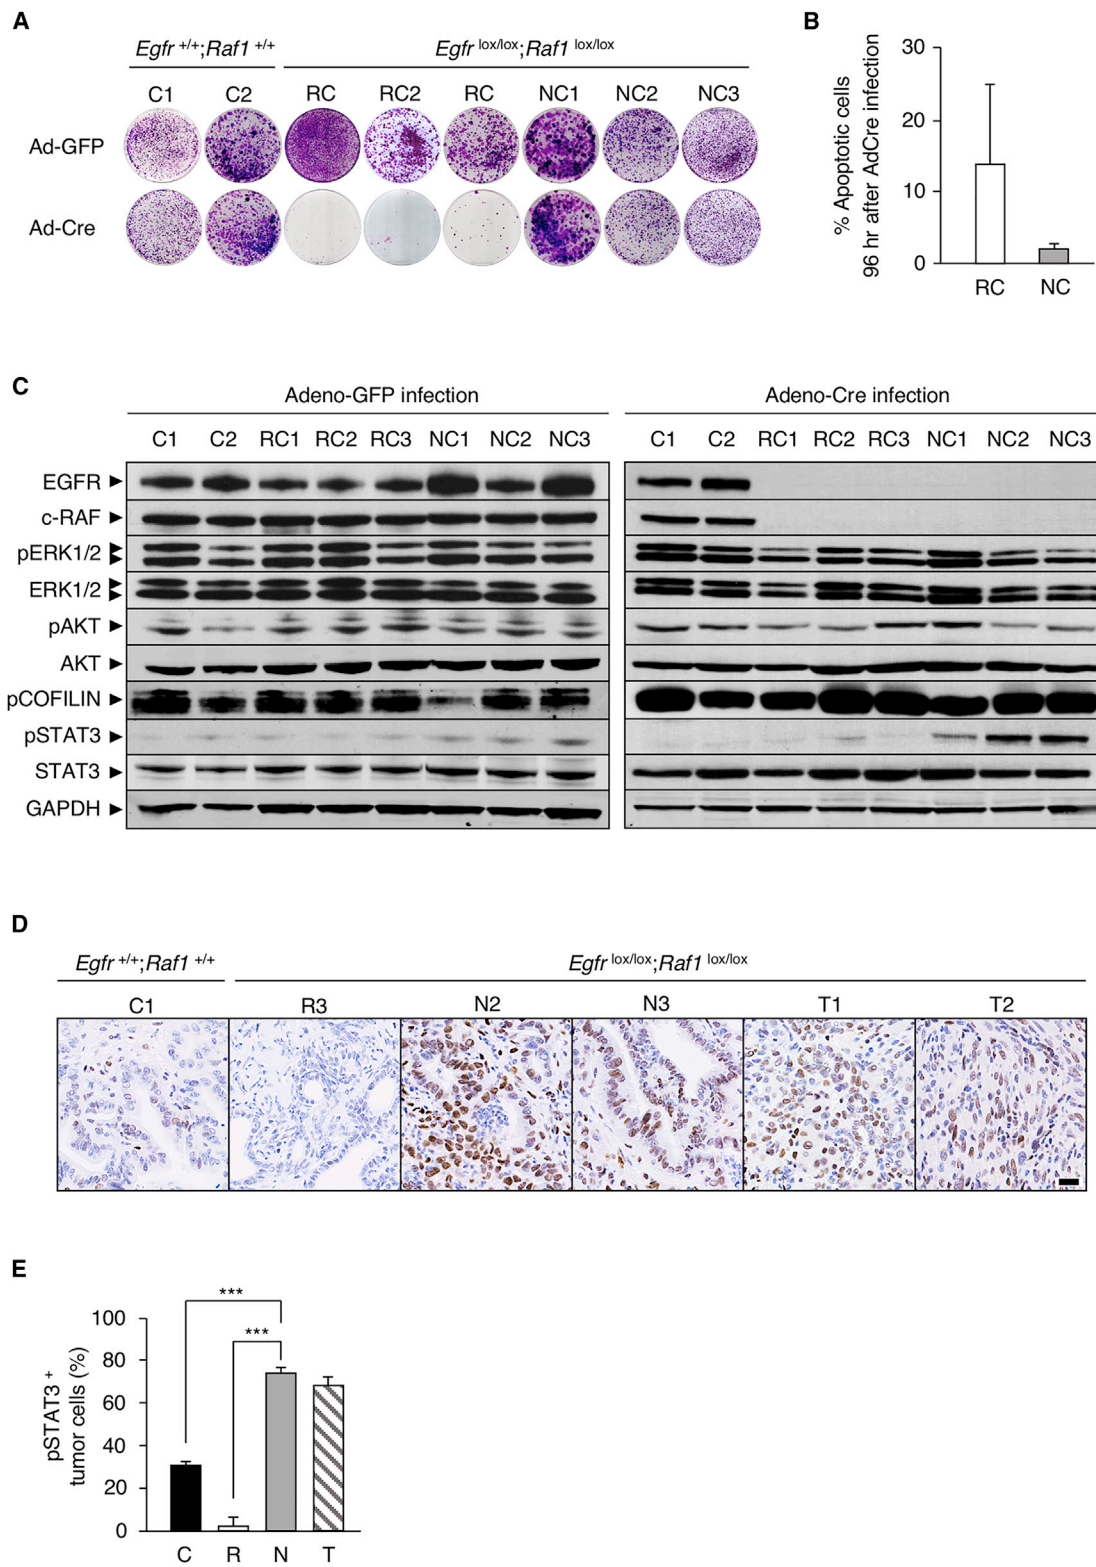 A
Egfr +/+;Raf1 +/+
Egfr lox/lox;Raf1 lox/lox
C1 C2 RC RC2 RC NC1 NC2 NC3
Ad-GFP
Ad-Cre
B
% Apoptotic cells
96 hr after AdCre infection
30
20
10
0
RC NC
C
Adeno-GFP infection
Adeno-Cre infection
C1 C2 RC1 RC2 RC3 NC1 NC2 NC3
C1 C2 RC1 RC2 RC3 NC1 NC2 NC3
EGFR
c-RAF
pERK1/2
ERK1/2
pAKT
AKT
pCOFILIN
pSTAT3
STAT3
GAPDH
D
Egfr +/+;Raf1 +/+
Egfr lox/lox;Raf1 lox/lox
C1 R3 N2 N3 T1 T2
E
pSTAT3 +
tumor cells (%)
100
80
60
40
20
0
***
***
C R N T